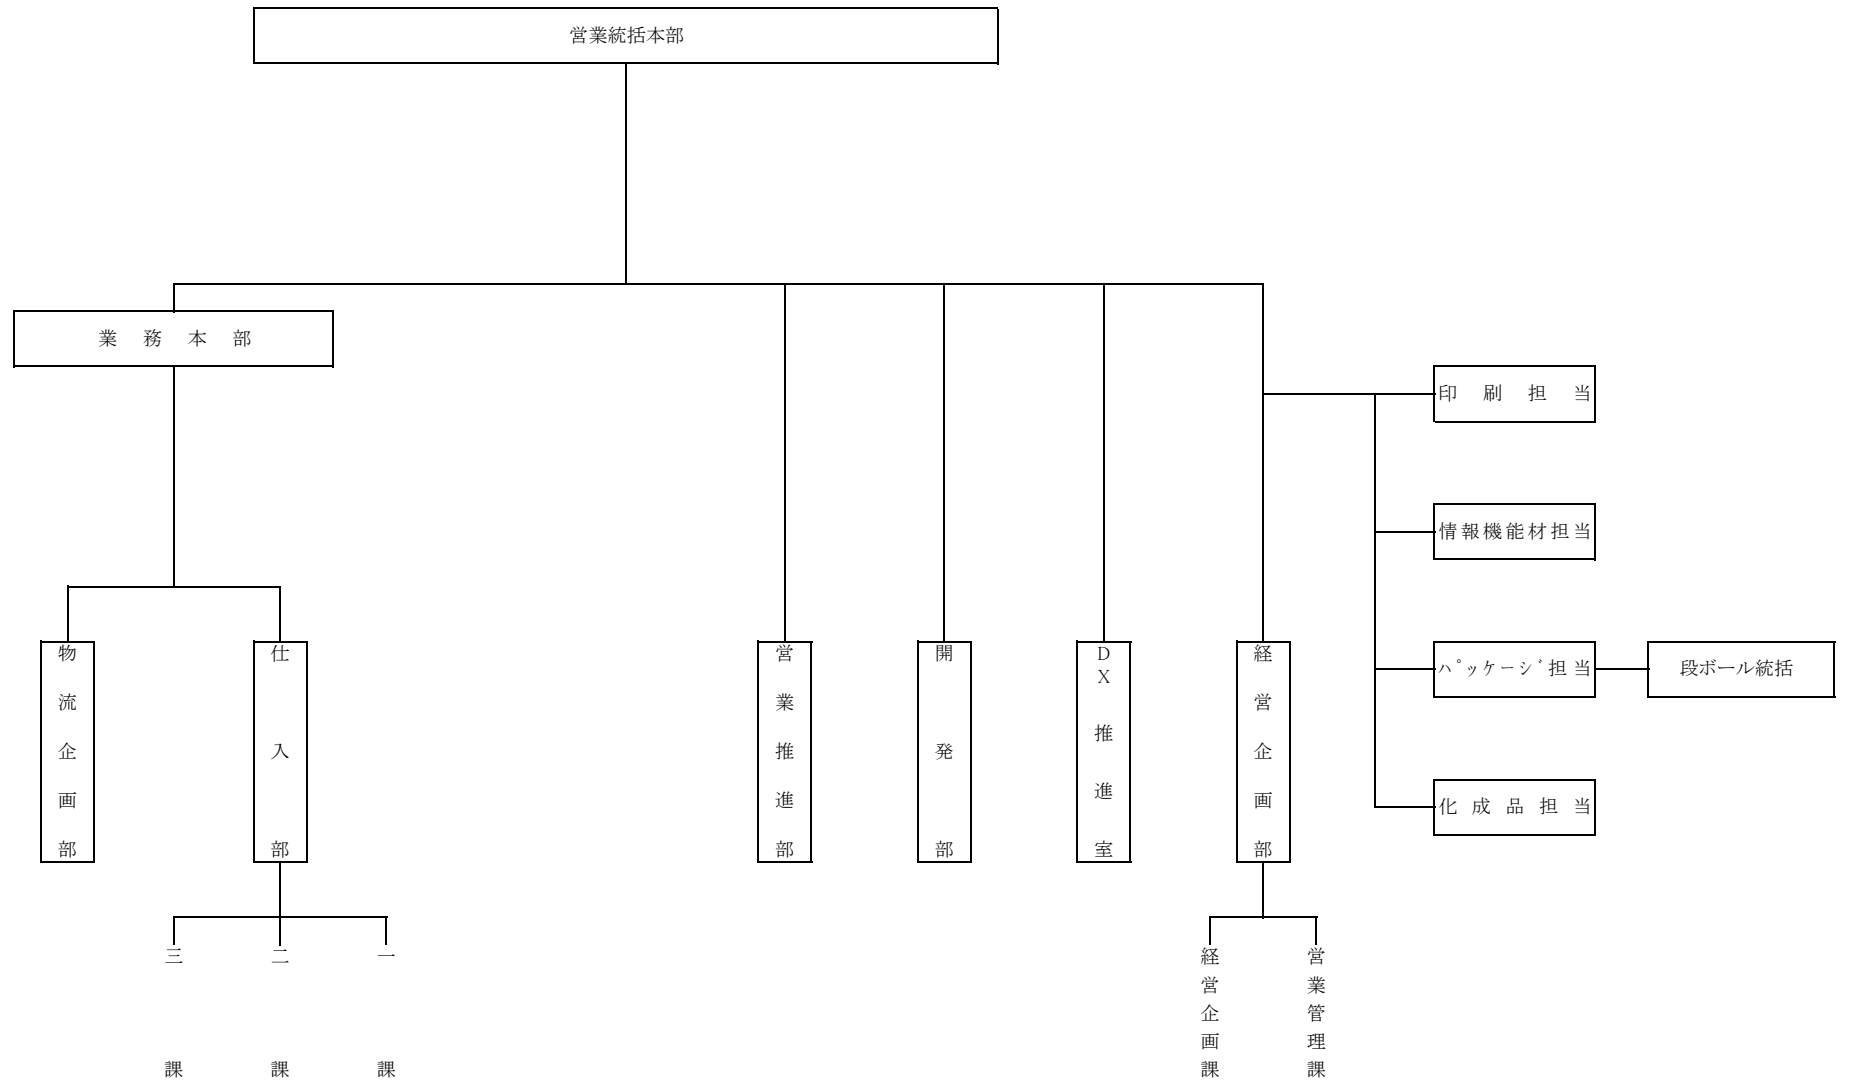 営業統括本部
業務本部
印刷担当
情報機能材担当
ﾊﾟｯｹｰｼﾞ担当
段ボール統括
化成品担当
物流企画部
仕入部
営業推進部
開発部
DX推進室
経営企画部
三課
二課
一課
経営企画課
営業管理課